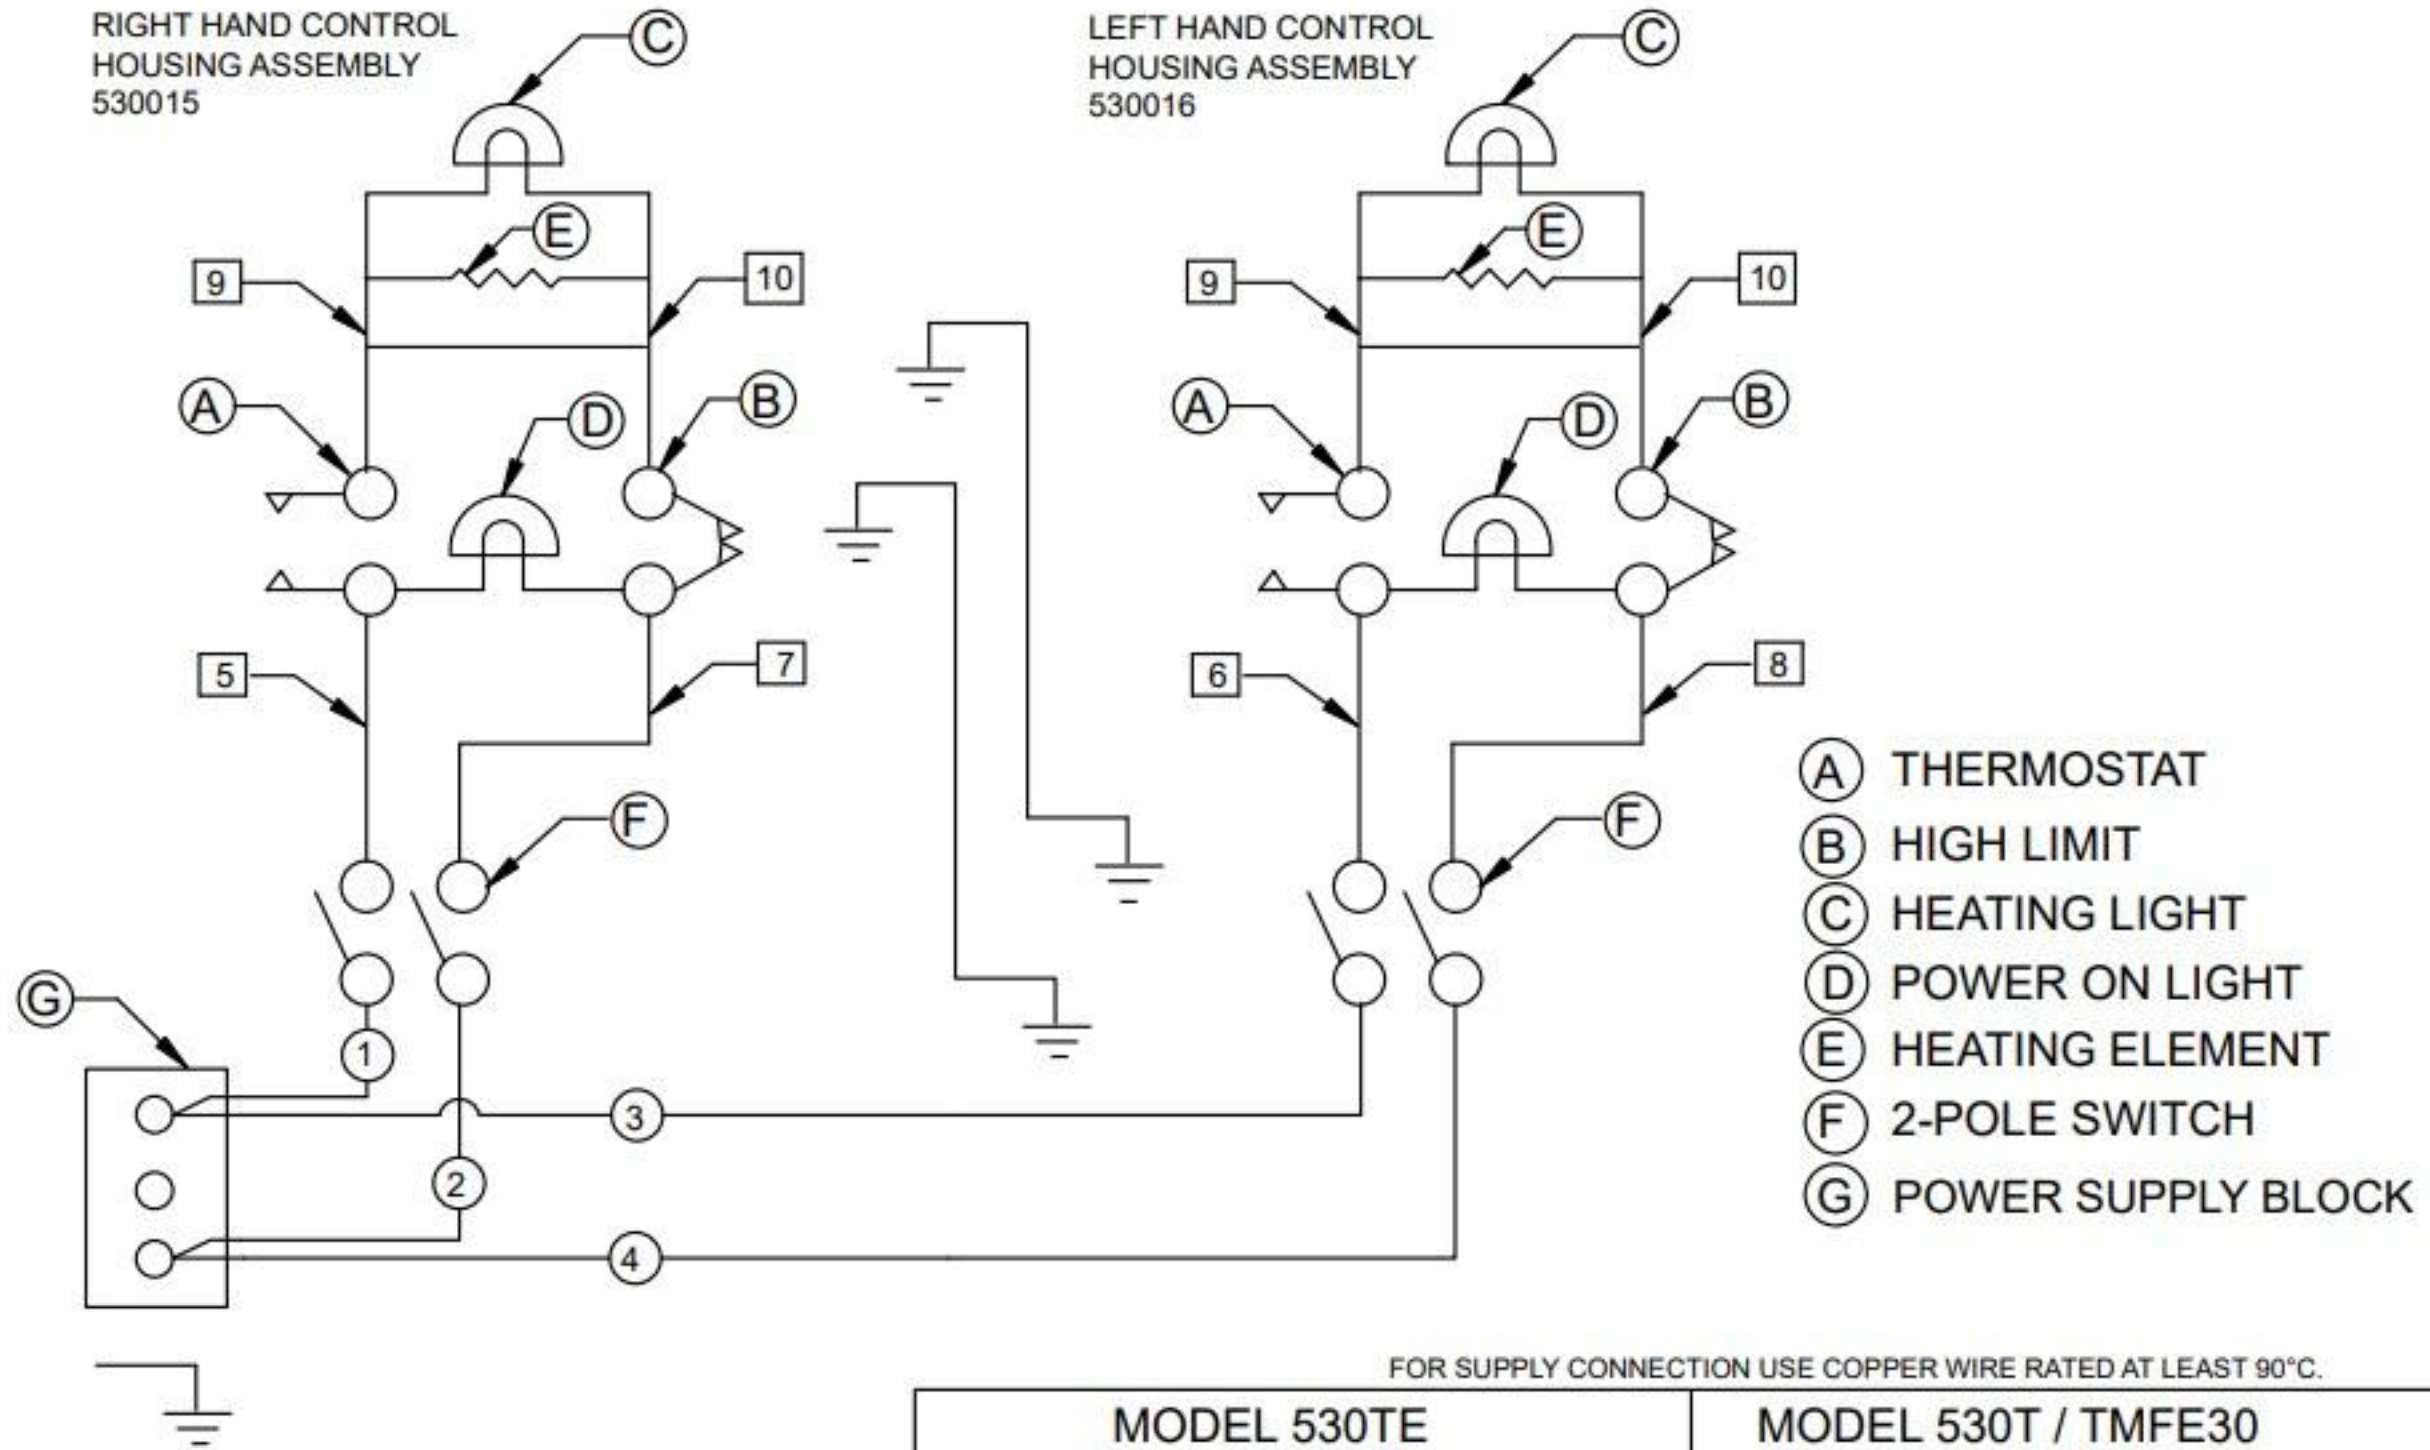 RIGHT HAND CONTROL
HOUSING ASSEMBLY
530015
C
E
9
10
A
D
B
5
7
F
G
1
3
2
4
LEFT HAND CONTROL
HOUSING ASSEMBLY
530016
C
E
9
10
A
D
B
6
8
F
A THERMOSTAT
B HIGH LIMIT
C HEATING LIGHT
D POWER ON LIGHT
E HEATING ELEMENT
F 2-POLE SWITCH
G POWER SUPPLY BLOCK
FOR SUPPLY CONNECTION USE COPPER WIRE RATED AT LEAST 90°C.
MODEL 530TE
MODEL 530T / TMFE30